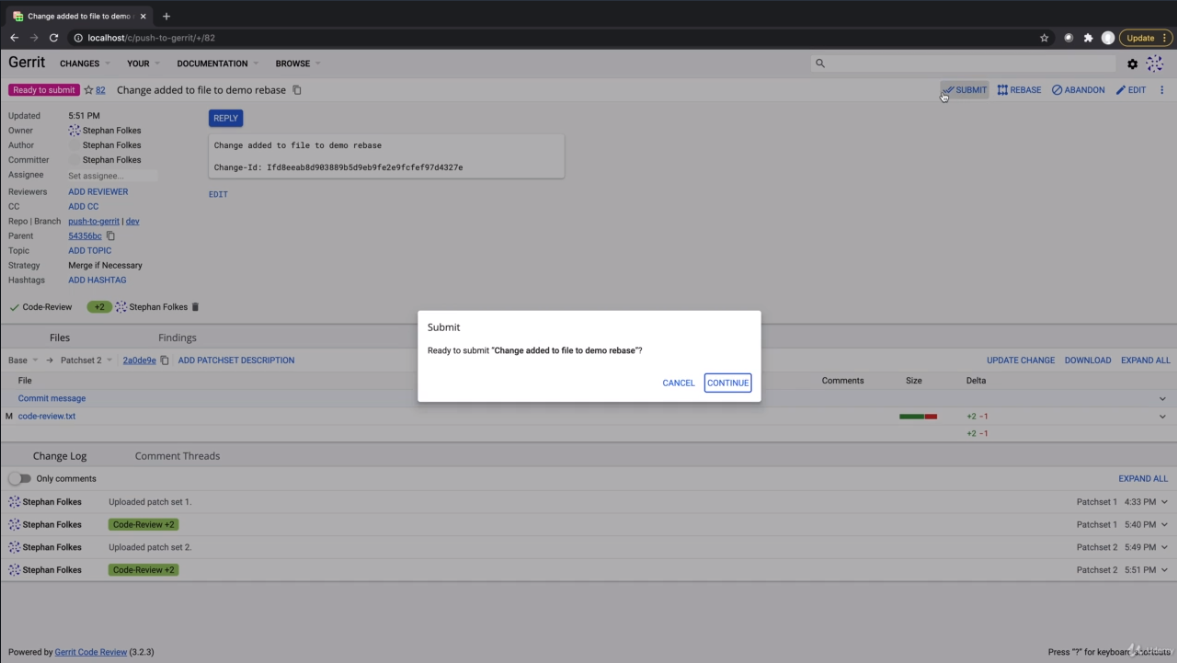 Change added to file to demo
localhost/c/push-to-gerrit/+/82
Update
Gerrit CHANGES YOUR DOCUMENTATION BROWSE
Ready to submit 82 Change added to file to demo rebase SUBMIT REBASE ABANDON EDIT
Updated 5:51 PM REPLY
Owner Stephan Folkes
Author Stephan Folkes
Committer Stephan Folkes
Assignee Set assignee...
Reviewers ADD REVIEWER
CC ADD CC
Repo | Branch push-to-gerrit | dev
Parent 54356bc
Topic ADD TOPIC
Strategy Merge if Necessary
Hashtags ADD HASHTAG
Change added to file to demo rebase
Change-Id: Ifd8eeab8d903889b5d9eb9fe2e9fcfef97d4327e
EDIT
Code-Review +2 Stephan Folkes
Submit
Ready to submit "Change added to file to demo rebase"?
CANCEL CONTINUE
Files Findings
Base → Patchset 2 2a0de9e ADD PATCHSET DESCRIPTION UPDATE CHANGE DOWNLOAD EXPAND ALL
File Comments Size Delta
Commit message
M code-review.txt +2 -1
+2 -1
Change Log Comment Threads
Only comments EXPAND ALL
Stephan Folkes Uploaded patch set 1. Patchset 1 4:33 PM
Stephan Folkes Code-Review +2 Patchset 1 5:40 PM
Stephan Folkes Uploaded patch set 2. Patchset 2 5:49 PM
Stephan Folkes Code-Review +2 Patchset 2 5:51 PM
Powered by Gerrit Code Review (3.2.3) Press "?" for keyboard shortcuts